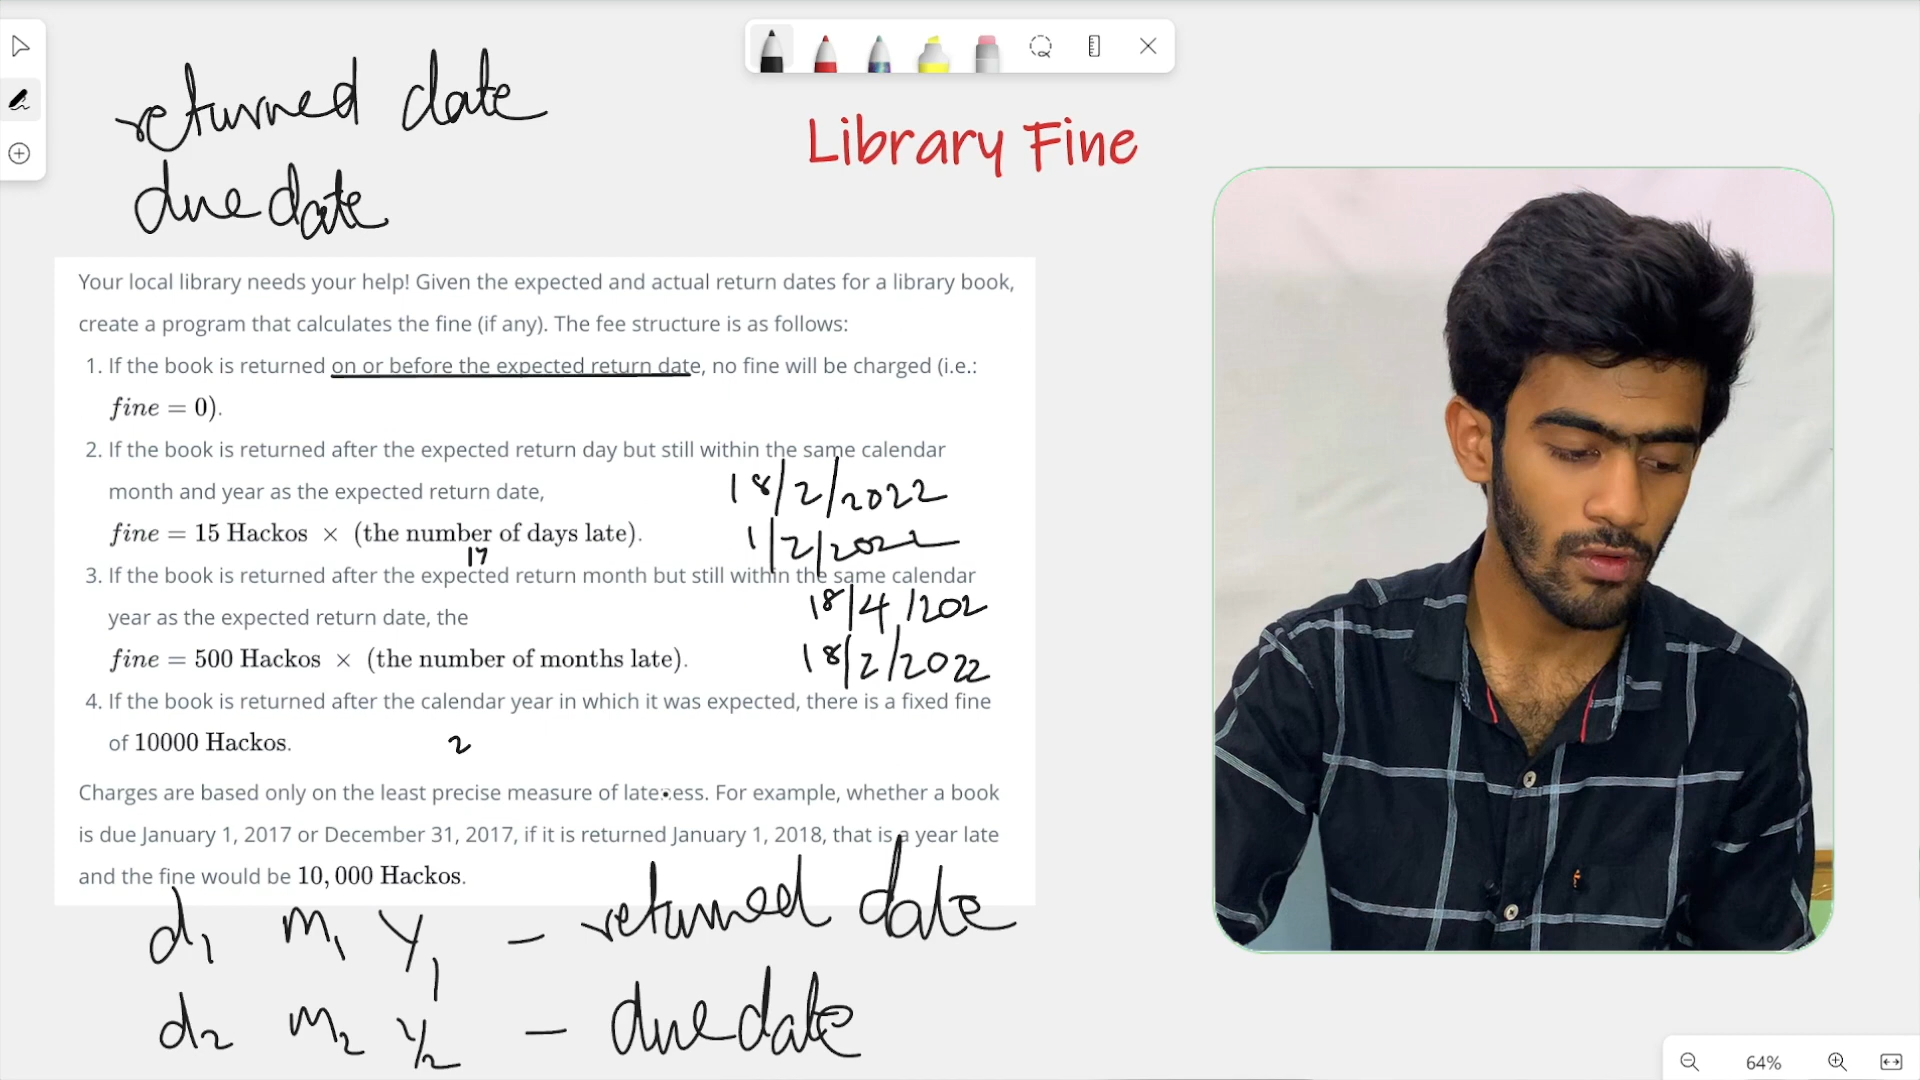 returned date
due date
Library Fine
Your local library needs your help! Given the expected and actual return dates for a library book,
create a program that calculates the fine (if any). The fee structure is as follows:
1. If the book is returned on or before the expected return date, no fine will be charged (i.e.:
fine = 0).
2. If the book is returned after the expected return day but still within the same calendar
month and year as the expected return date,
18/2/2022
fine = 15 Hackos × (the number of days late).
1/2/2022
17
3. If the book is returned after the expected return month but still within the same calendar
year as the expected return date, the
18/4/202
fine = 500 Hackos × (the number of months late).
18/2/2022
4. If the book is returned after the calendar year in which it was expected, there is a fixed fine
of 10000 Hackos.
2
Charges are based only on the least precise measure of lateness. For example, whether a book
is due January 1, 2017 or December 31, 2017, if it is returned January 1, 2018, that is a year late
and the fine would be 10,000 Hackos.
d1 m1 y1 - returned date
d2 m2 y2 - due date
64%